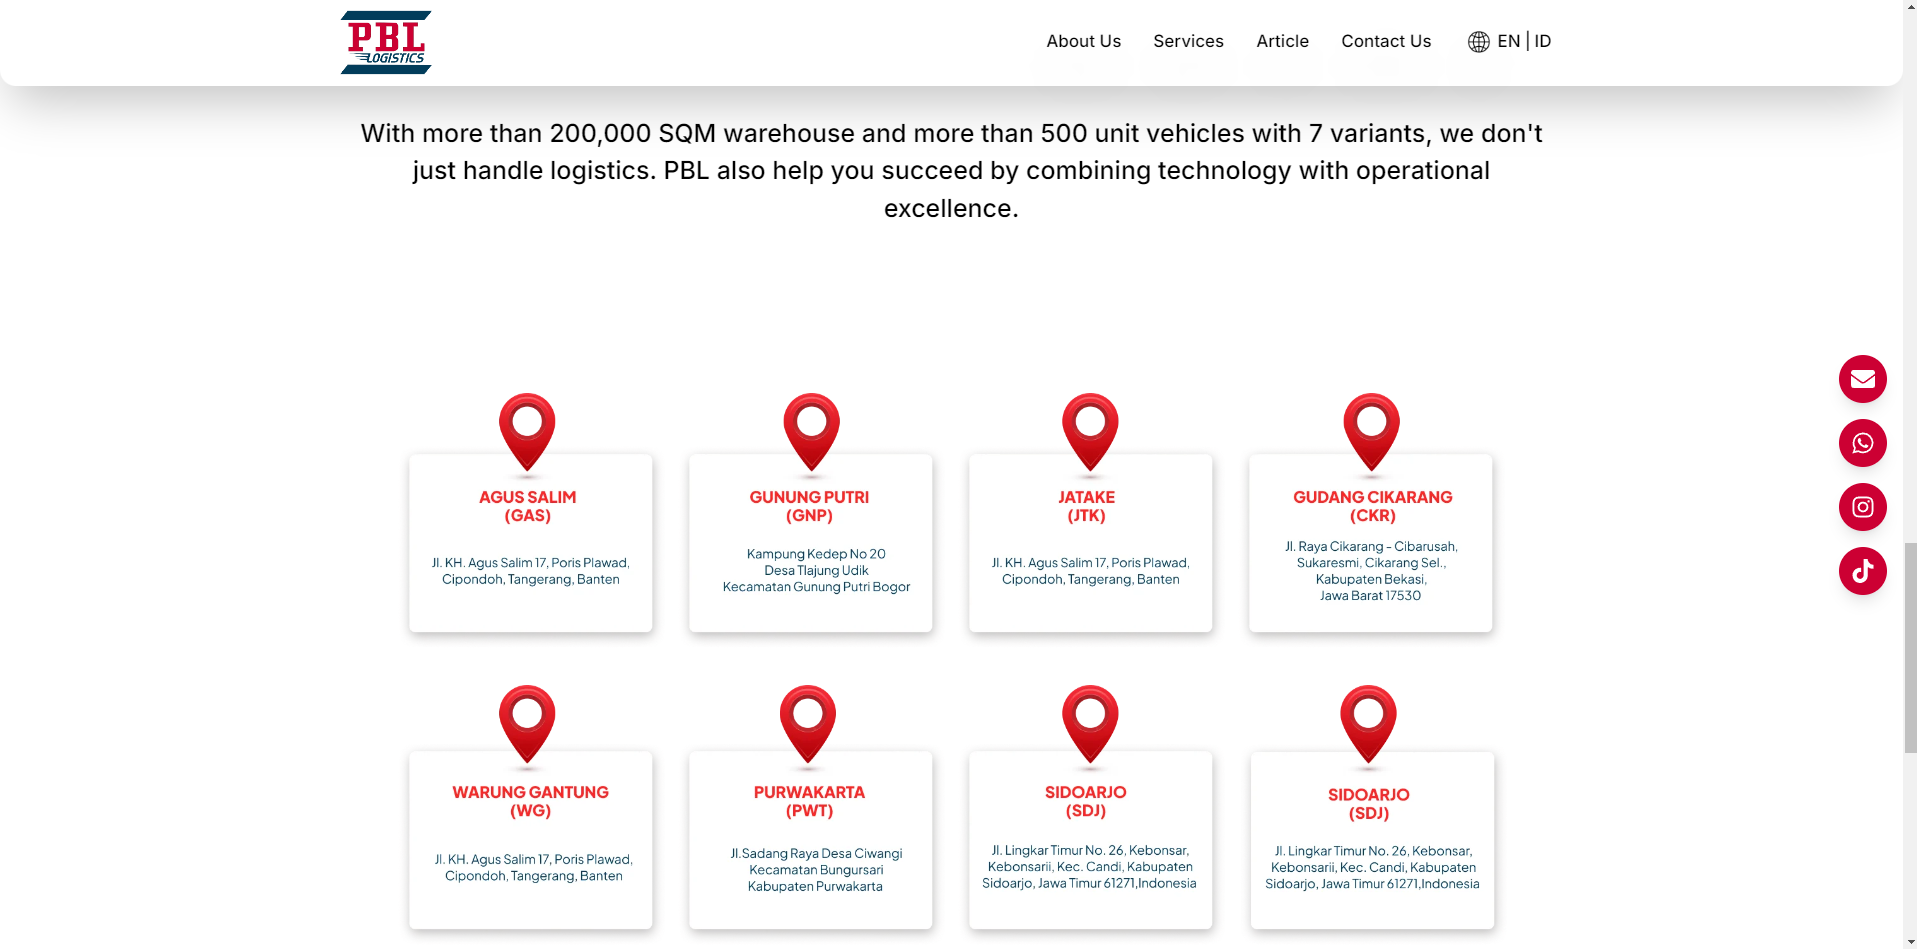 PBL
LOGISTICS
About Us
Services
Article
Contact Us
EN | ID
With more than 200,000 SQM warehouse and more than 500 unit vehicles with 7 variants, we don't
just handle logistics. PBL also help you succeed by combining technology with operational
excellence.
AGUS SALIM
(GAS)
Jl. KH. Agus Salim 17, Poris Plawad,
Cipondoh, Tangerang, Banten
GUNUNG PUTRI
(GNP)
Kampung Kedep No 20
Desa Tlajung Udik
Kecamatan Gunung Putri Bogor
JATAKE
(JTK)
Jl. KH. Agus Salim 17, Poris Plawad,
Cipondoh, Tangerang, Banten
GUDANG CIKARANG
(CKR)
Jl. Raya Cikarang - Cibarusah,
Sukaresmi, Cikarang Sel.,
Kabupaten Bekasi,
Jawa Barat 17530
WARUNG GANTUNG
(WG)
Jl. KH. Agus Salim 17, Poris Plawad,
Cipondoh, Tangerang, Banten
PURWAKARTA
(PWT)
Jl.Sadang Raya Desa Ciwangi
Kecamatan Bungursari
Kabupaten Purwakarta
SIDOARJO
(SDJ)
Jl. Lingkar Timur No. 26, Kebonsar,
Kebonsarii, Kec. Candi, Kabupaten
Sidoarjo, Jawa Timur 61271,Indonesia
SIDOARJO
(SDJ)
Jl. Lingkar Timur No. 26, Kebonsar,
Kebonsarii, Kec. Candi, Kabupaten
Sidoarjo, Jawa Timur 61271,Indonesia